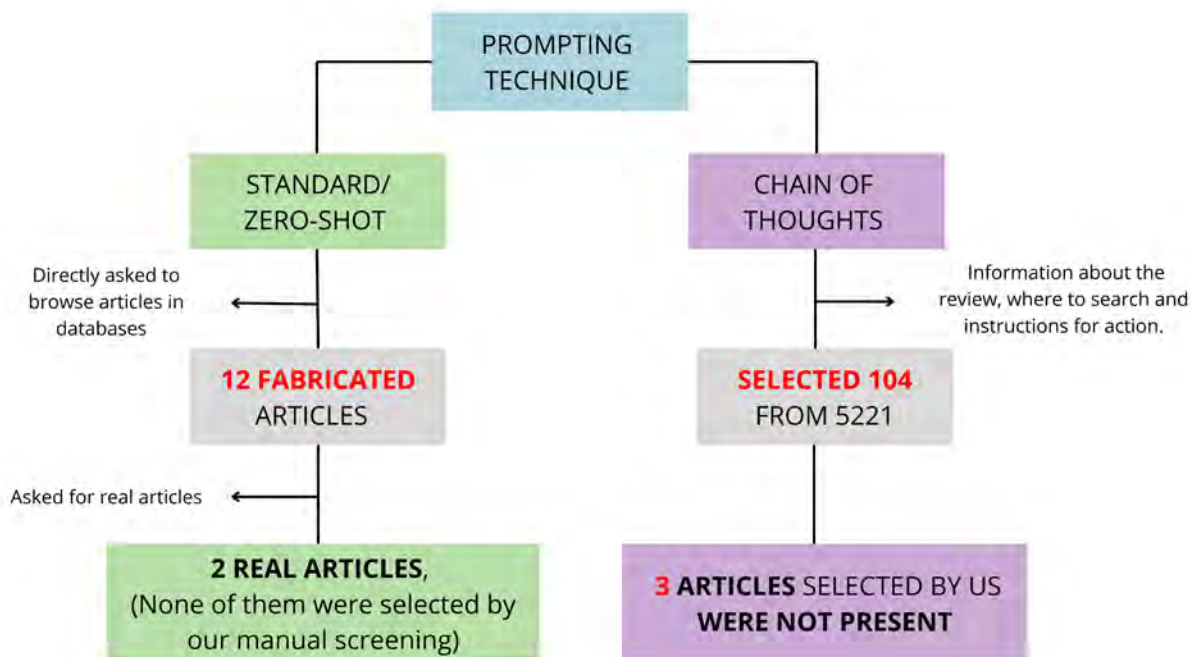 PROMPTING
TECHNIQUE
STANDARD/
ZERO-SHOT
Directly asked to
browse articles in
databases
12 FABRICATED
ARTICLES
Asked for real articles
2 REAL ARTICLES,
(None of them were selected by
our manual screening)
CHAIN OF
THOUGHTS
Information about the
review, where to search and
instructions for action.
SELECTED 104
FROM 5221
3 ARTICLES SELECTED BY US
WERE NOT PRESENT